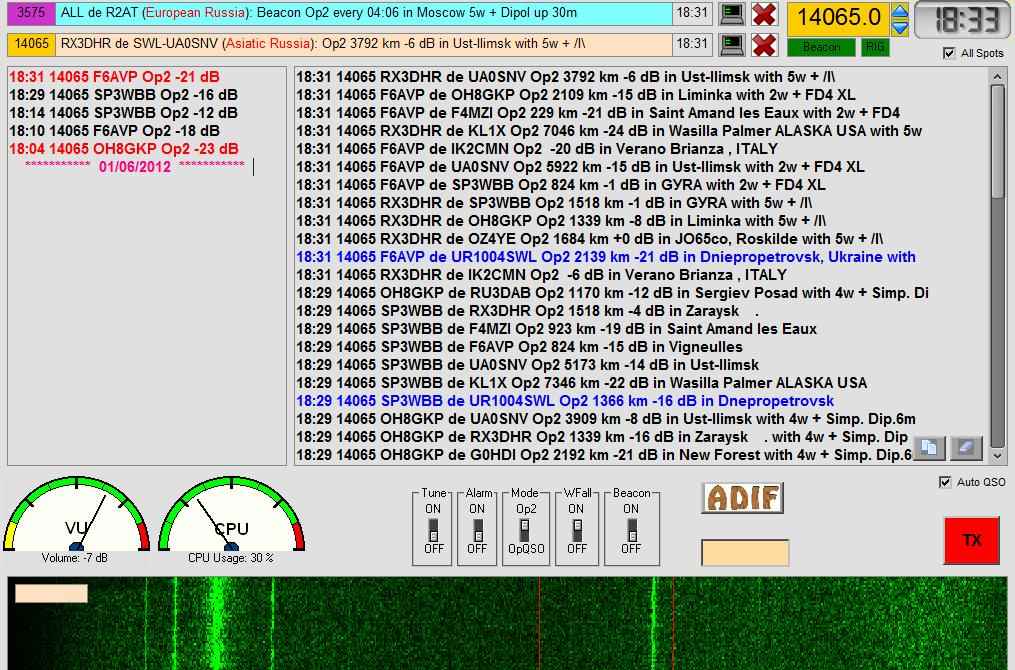 3575 ALL de R2AT (European Russia): Beacon Op2 every 04:06 in Moscow 5w + Dipol up 30m 18:31
14065 RX3DHR de SWL-UA0SNV (Asiatic Russia): Op2 3792 km -6 dB in Ust-Ilimsk with 5w + /I\ 18:31
14065.0
Beacon RIG
18:33
All Spots
18:31 14065 F6AVP Op2 -21 dB
18:29 14065 SP3WBB Op2 -16 dB
18:14 14065 SP3WBB Op2 -12 dB
18:10 14065 F6AVP Op2 -18 dB
18:04 14065 OH8GKP Op2 -23 dB
*********** 01/06/2012 ***********
18:31 14065 RX3DHR de UA0SNV Op2 3792 km -6 dB in Ust-Ilimsk with 5w + /I\
18:31 14065 F6AVP de OH8GKP Op2 2109 km -15 dB in Liminka with 2w + FD4 XL
18:31 14065 F6AVP de F4MZI Op2 229 km -21 dB in Saint Amand les Eaux with 2w + FD4
18:31 14065 RX3DHR de KL1X Op2 7046 km -24 dB in Wasilla Palmer ALASKA USA with 5w
18:31 14065 F6AVP de IK2CMN Op2  -20 dB in Verano Brianza , ITALY
18:31 14065 F6AVP de UA0SNV Op2 5922 km -15 dB in Ust-Ilimsk with 2w + FD4 XL
18:31 14065 F6AVP de SP3WBB Op2 824 km -1 dB in GУRA with 2w + FD4 XL
18:31 14065 RX3DHR de SP3WBB Op2 1518 km -1 dB in GУRA with 5w + /I\
18:31 14065 RX3DHR de OH8GKP Op2 1339 km -8 dB in Liminka with 5w + /I\
18:31 14065 RX3DHR de OZ4YE Op2 1684 km +0 dB in JO65co, Roskilde with 5w + /I\
18:31 14065 F6AVP de UR1004SWL Op2 2139 km -21 dB in Dniepropetrovsk, Ukraine with
18:31 14065 RX3DHR de IK2CMN Op2  -6 dB in Verano Brianza , ITALY
18:29 14065 OH8GKP de RU3DAB Op2 1170 km -12 dB in Sergiev Posad with 4w + Simp. Di
18:29 14065 SP3WBB de RX3DHR Op2 1518 km -4 dB in Zaraysk    .
18:29 14065 SP3WBB de F4MZI Op2 923 km -19 dB in Saint Amand les Eaux
18:29 14065 SP3WBB de F6AVP Op2 824 km -15 dB in Vigneulles
18:29 14065 SP3WBB de UA0SNV Op2 5173 km -14 dB in Ust-Ilimsk
18:29 14065 SP3WBB de KL1X Op2 7346 km -22 dB in Wasilla Palmer ALASKA USA
18:29 14065 SP3WBB de UR1004SWL Op2 1366 km -16 dB in Dnepropetrovsk
18:29 14065 OH8GKP de UA0SNV Op2 3909 km -8 dB in Ust-Ilimsk with 4w + Simp. Dip.6m
18:29 14065 OH8GKP de RX3DHR Op2 1339 km -16 dB in Zaraysk    . with 4w + Simp. Dip
18:29 14065 OH8GKP de G0HDI Op2 2192 km -21 dB in New Forest with 4w + Simp. Dip.6
Auto QSO
VU
Volume: -7 dB
CPU
CPU Usage: 30 %
Tune Alarm Mode WFall Beacon
ON ON Op2 ON ON
OFF OFF OpQSO OFF OFF
ADIF
TX